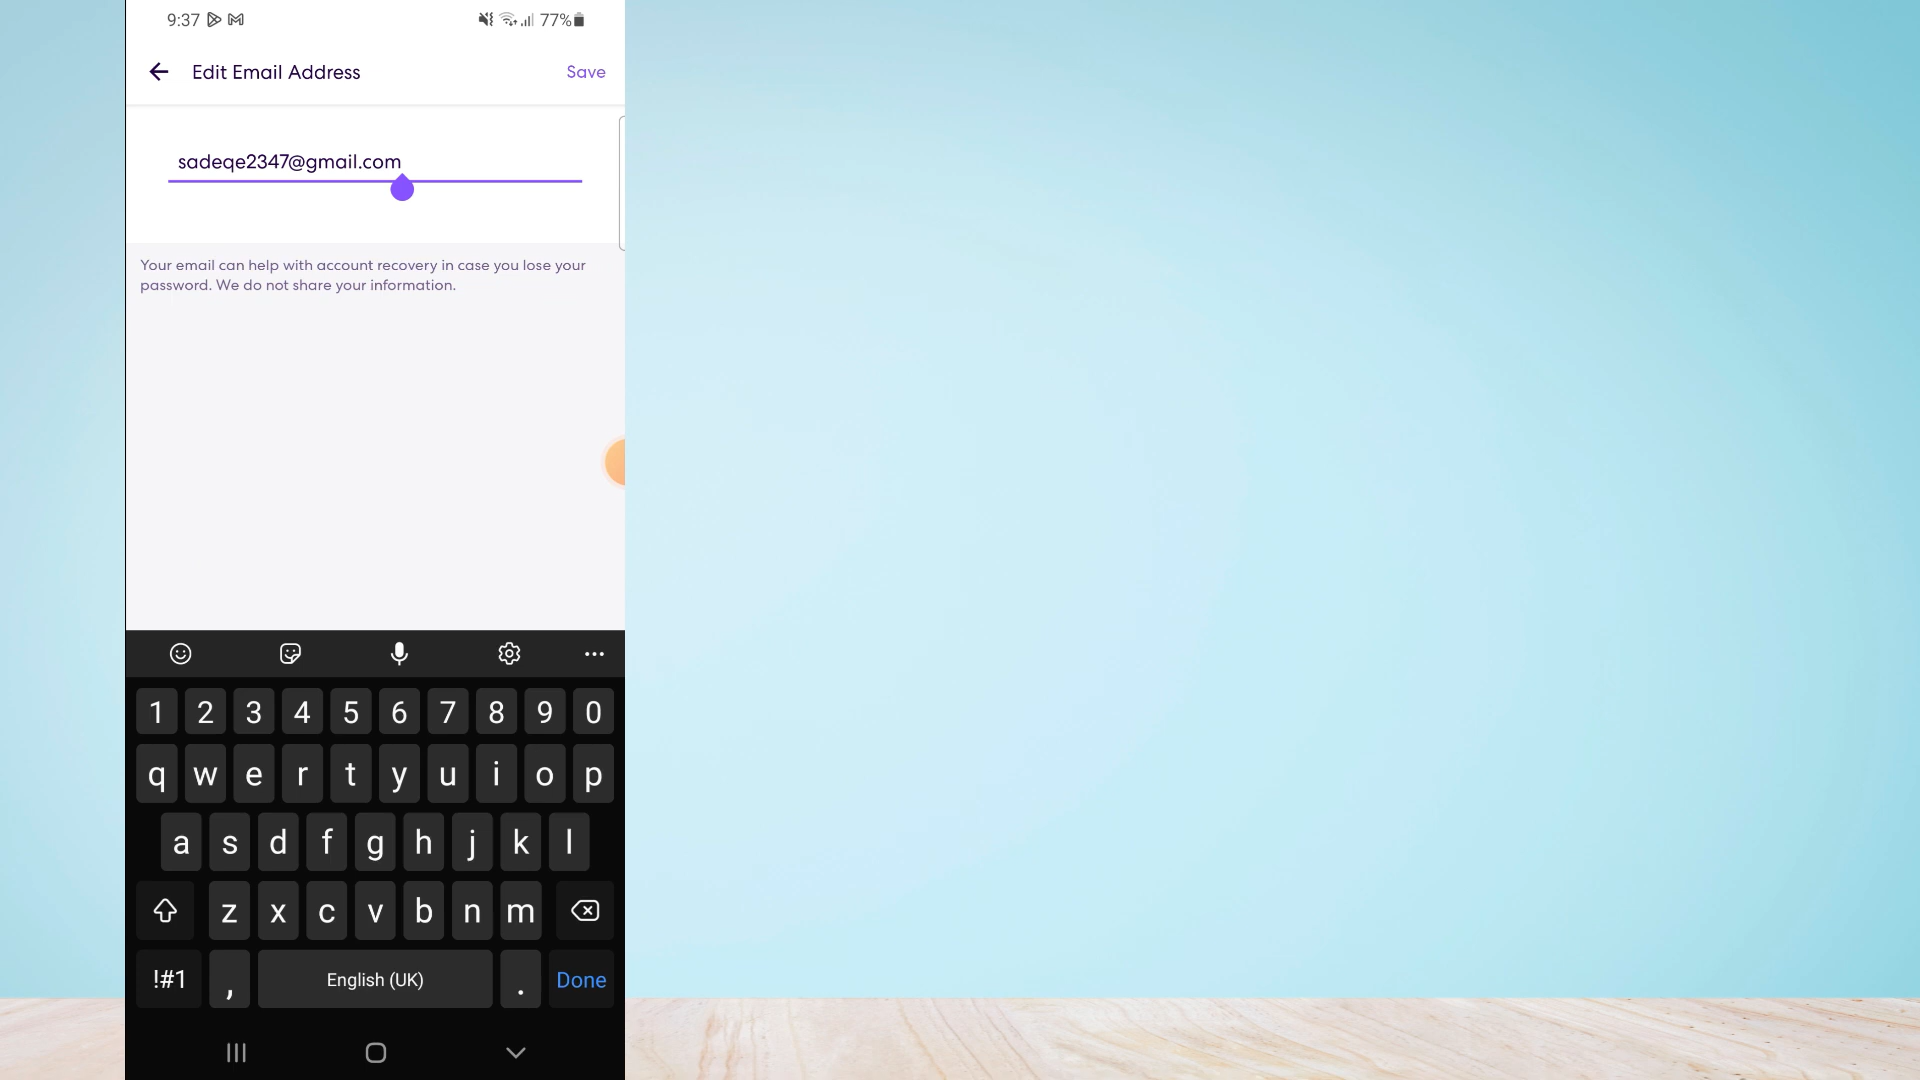 9:37 77%
Edit Email Address Save
sadeqe2347@gmail.com
Your email can help with account recovery in case you lose your
password. We do not share your information.
1 2 3 4 5 6 7 8 9 0
q w e r t y u i o p
a s d f g h j k l
z x c v b n m
!#1 , English (UK) . Done